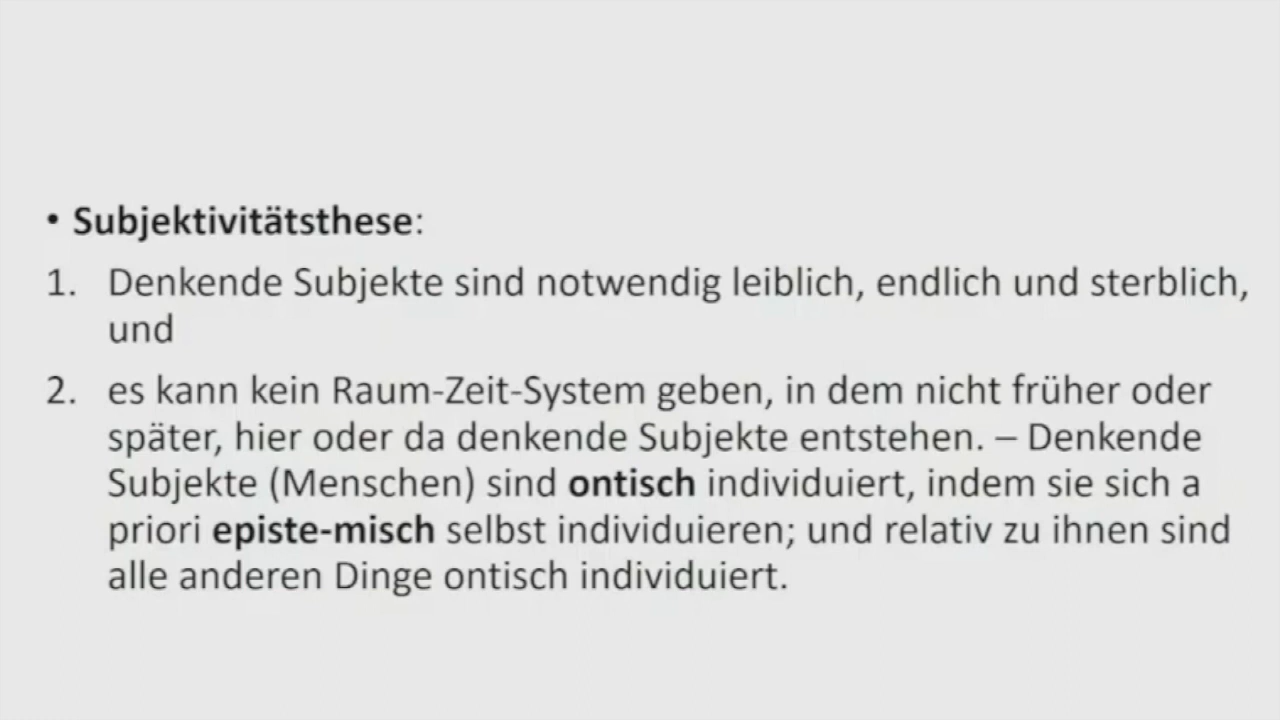 • Subjektivitätsthese:
1. Denkende Subjekte sind notwendig leiblich, endlich und sterblich,
und
2. es kann kein Raum-Zeit-System geben, in dem nicht früher oder
später, hier oder da denkende Subjekte entstehen. – Denkende
Subjekte (Menschen) sind ontisch individuiert, indem sie sich a
priori episte-misch selbst individuieren; und relativ zu ihnen sind
alle anderen Dinge ontisch individuiert.